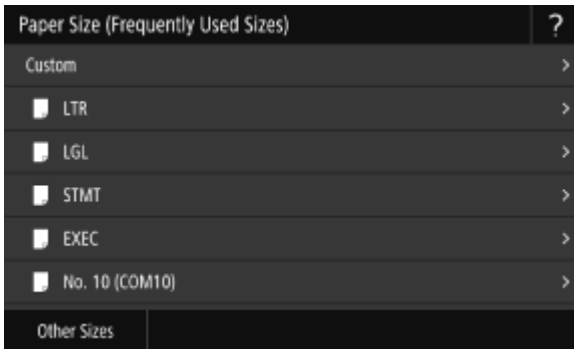 Paper Size (Frequently Used Sizes) ?
Custom >
LTR >
LGL >
STMT >
EXEC >
No. 10 (COM10) >
Other Sizes